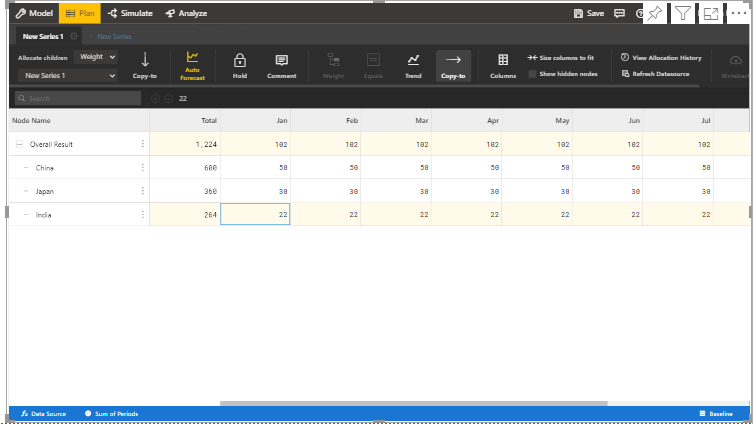 Model Plan Simulate Analyze Save
New Series 1 + New Series
Allocate children Weight
New Series 1
Copy-to
Auto
Forecast
Hold
Comment
Weight
Equals
Trend
Copy-to
Columns
Size columns to fit
Show hidden nodes
View Allocation History
Refresh Datasource
Writeback
Search 22
Node Name Total Jan Feb Mar Apr May Jun Jul
Overall Result 1,224 102 102 102 102 102 102 102
China 600 50 50 50 50 50 50 50
Japan 360 30 30 30 30 30 30 30
India 264 22 22 22 22 22 22 22
fx Data Source Sum of Periods Baseline